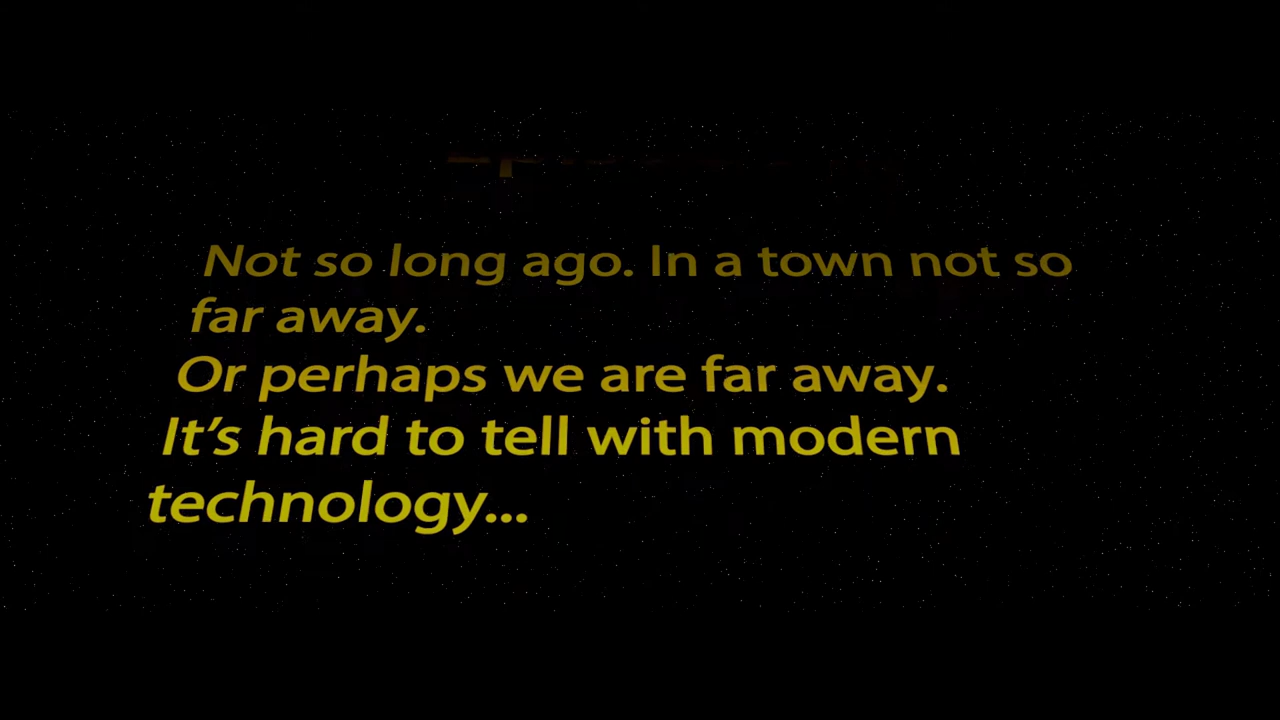 Not so long ago. In a town not so
far away.
Or perhaps we are far away.
It’s hard to tell with modern
technology...